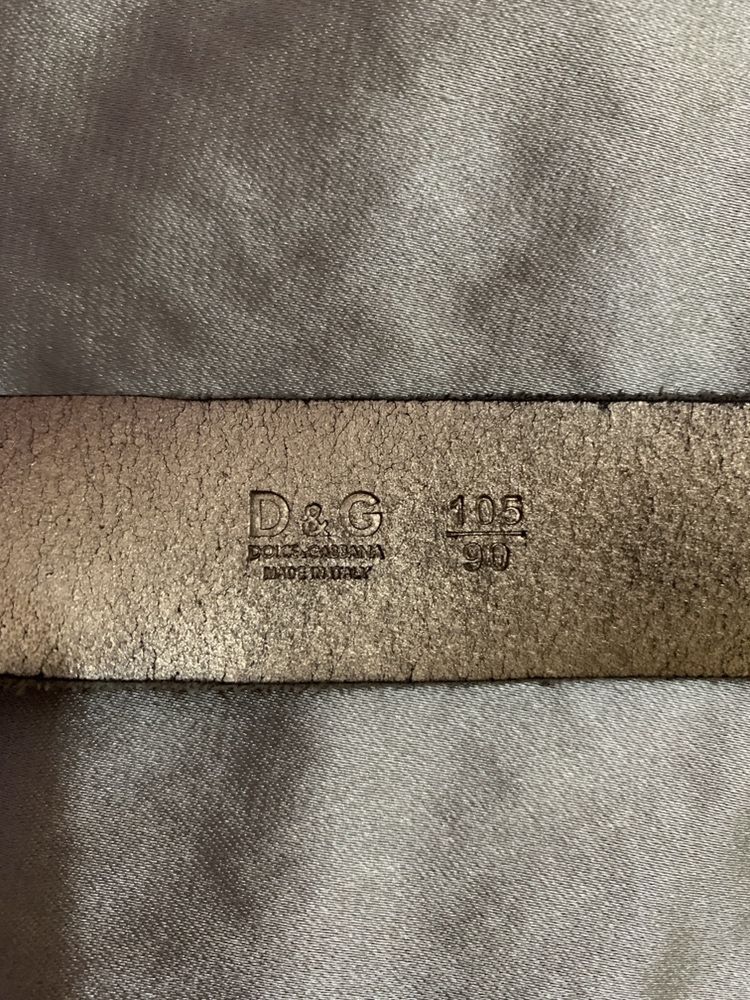 D & G
DOLCE & GABBANA
MADE IN ITALY
105
90